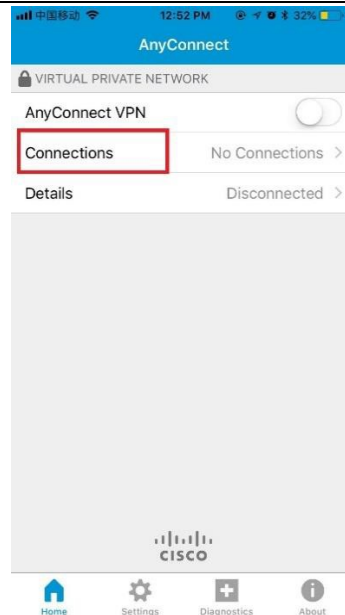 中国移动 12:52 PM 32%
AnyConnect
VIRTUAL PRIVATE NETWORK
AnyConnect VPN
Connections No Connections >
Details Disconnected >
CISCO
Home Settings Diagnostics About